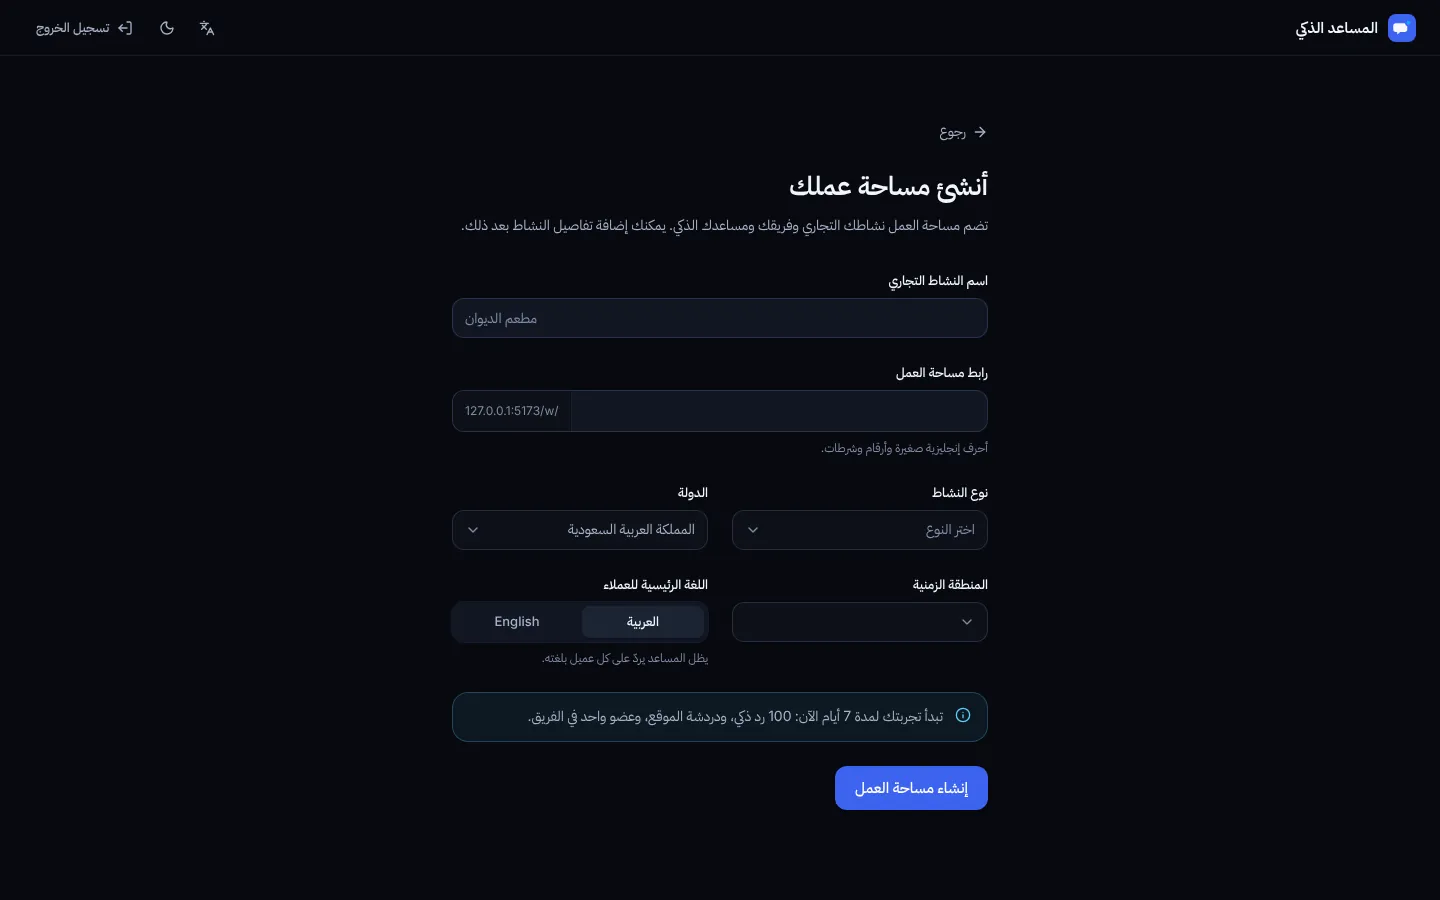 المساعد الذكي
تسجيل الخروج
رجوع
أنشئ مساحة عملك
تضم مساحة العمل نشاطك التجاري وفريقك ومساعدك الذكي. يمكنك إضافة تفاصيل النشاط بعد ذلك.
اسم النشاط التجاري
مطعم الديوان
رابط مساحة العمل
127.0.0.1:5173/w/
أحرف إنجليزية صغيرة وأرقام وشرطات.
نوع النشاط
اختر النوع
الدولة
المملكة العربية السعودية
المنطقة الزمنية
اللغة الرئيسية للعملاء
العربية
English
يظل المساعد يردّ على كل عميل بلغته.
تبدأ تجربتك لمدة 7 أيام الآن: 100 رد ذكي، ودردشة الموقع، وعضو واحد في الفريق.
إنشاء مساحة العمل